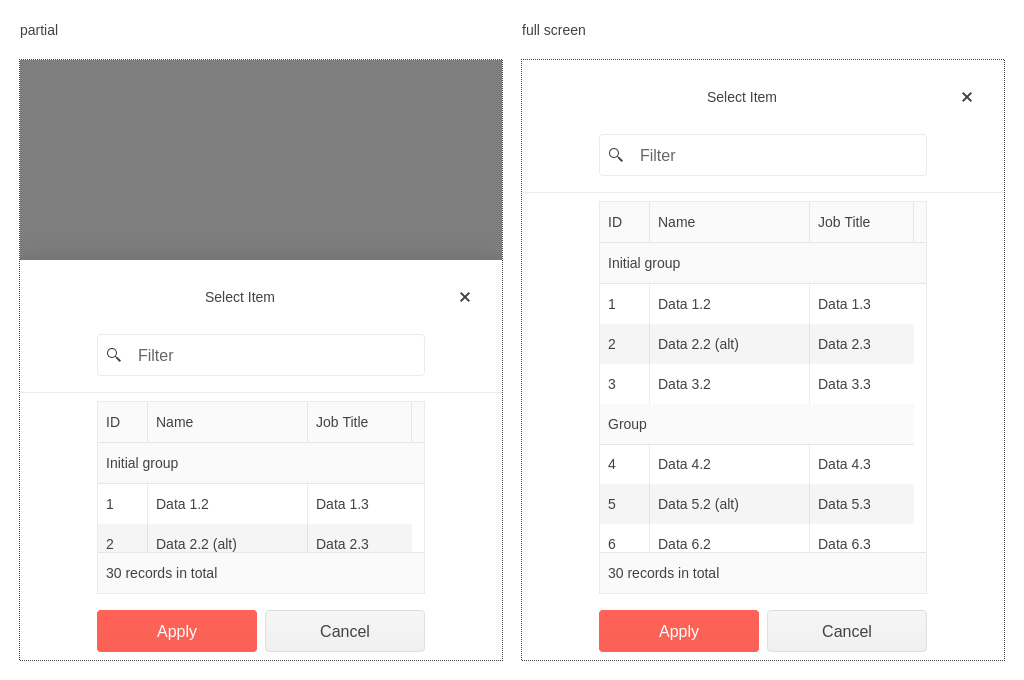 partial
Select Item
Filter
ID Name Job Title
Initial group
1 Data 1.2 Data 1.3
2 Data 2.2 (alt) Data 2.3
30 records in total
Apply Cancel
full screen
Select Item
Filter
ID Name Job Title
Initial group
1 Data 1.2 Data 1.3
2 Data 2.2 (alt) Data 2.3
3 Data 3.2 Data 3.3
Group
4 Data 4.2 Data 4.3
5 Data 5.2 (alt) Data 5.3
6 Data 6.2 Data 6.3
30 records in total
Apply Cancel